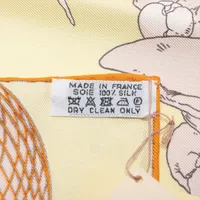 MADE IN FRANCE
SOIE 100% SILK
DRY CLEAN ONLY